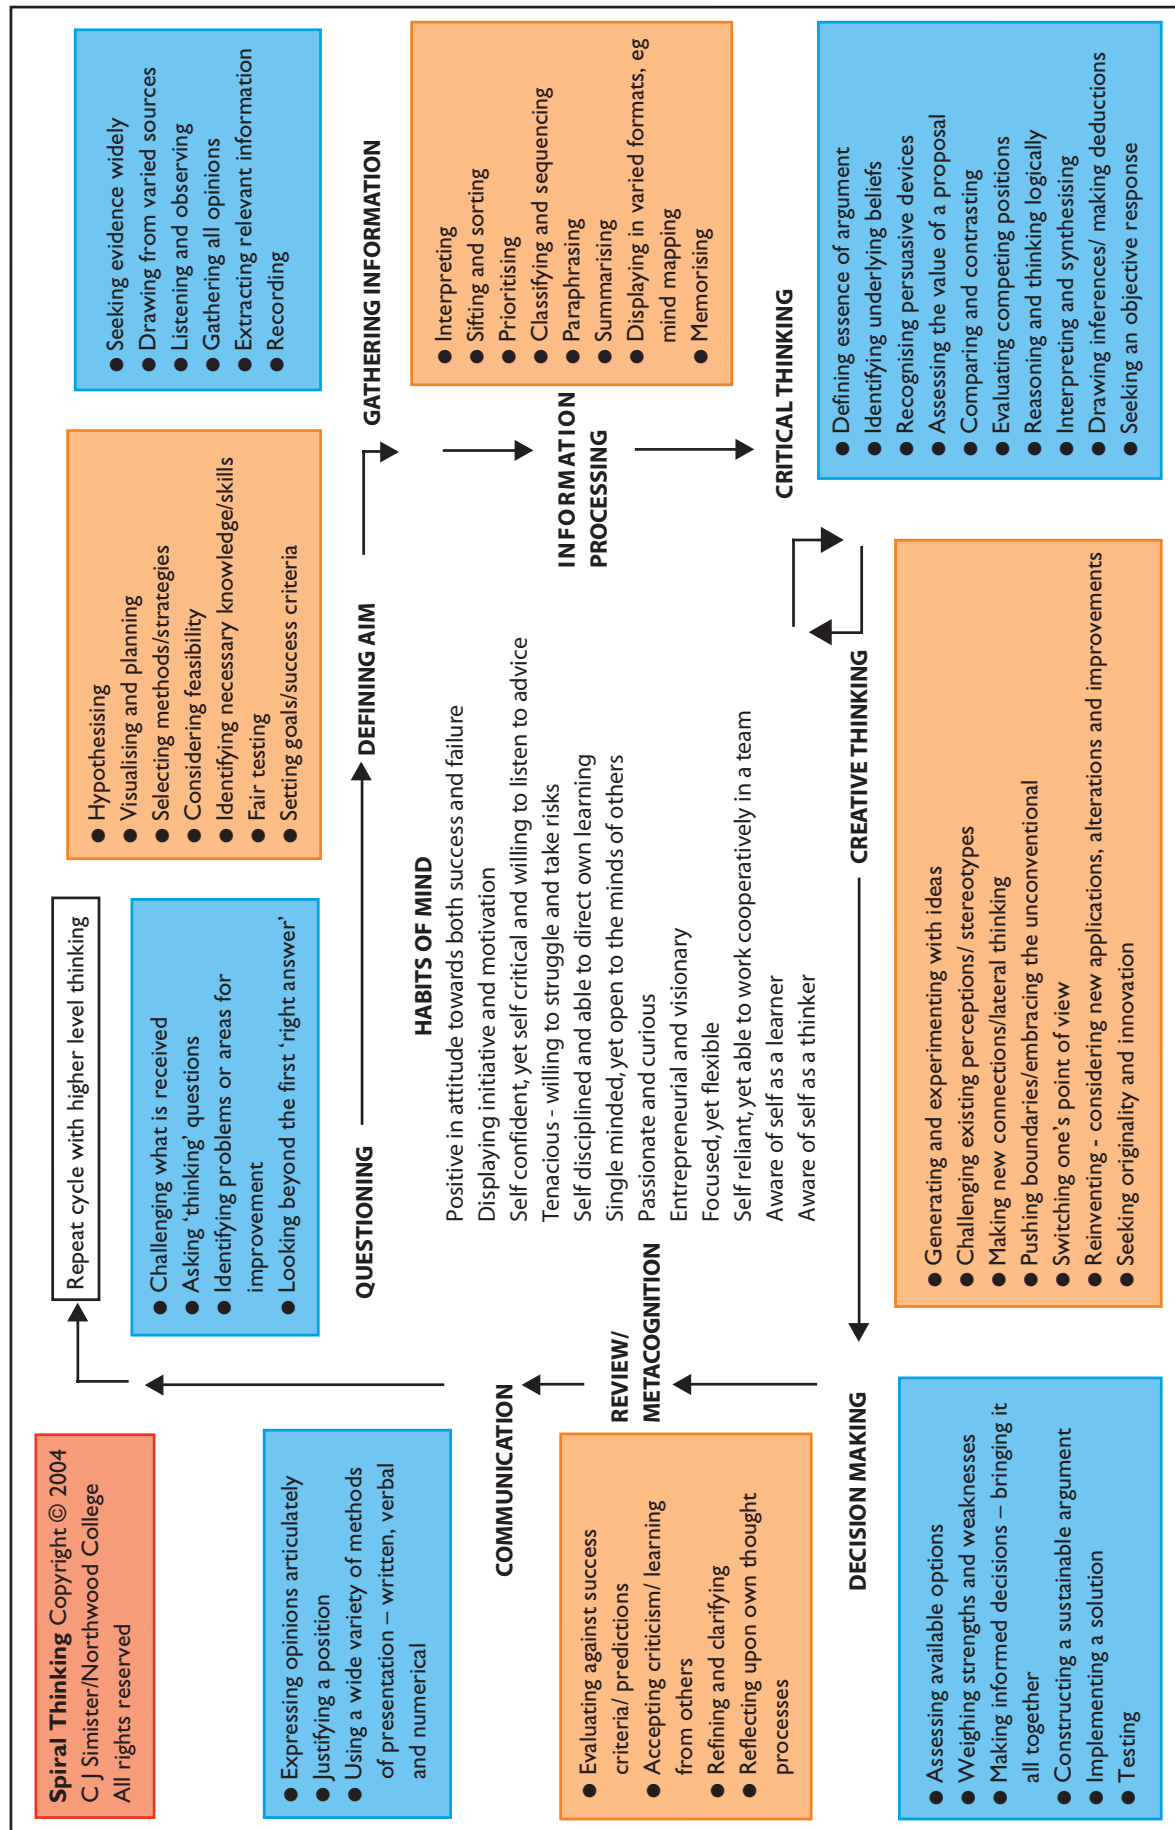 Spiral Thinking Copyright © 2004
C J Simister/Northwood College
All rights reserved
Repeat cycle with higher level thinking
● Challenging what is received
● Asking ‘thinking’ questions
● Identifying problems or areas for
improvement
● Looking beyond the first ‘right answer’
QUESTIONING
● Hypothesising
● Visualising and planning
● Selecting methods/strategies
● Considering feasibility
● Identifying necessary knowledge/skills
● Fair testing
● Setting goals/success criteria
DEFINING AIM
● Seeking evidence widely
● Drawing from varied sources
● Listening and observing
● Gathering all opinions
● Extracting relevant information
● Recording
GATHERING INFORMATION
● Interpreting
● Sifting and sorting
● Prioritising
● Classifying and sequencing
● Paraphrasing
● Summarising
● Displaying in varied formats, eg
mind mapping
● Memorising
INFORMATION
PROCESSING
CRITICAL THINKING
● Defining essence of argument
● Identifying underlying beliefs
● Recognising persuasive devices
● Assessing the value of a proposal
● Comparing and contrasting
● Evaluating competing positions
● Reasoning and thinking logically
● Interpreting and synthesising
● Drawing inferences/ making deductions
● Seeking an objective response
HABITS OF MIND
Positive in attitude towards both success and failure
Displaying initiative and motivation
Self confident, yet self critical and willing to listen to advice
Tenacious - willing to struggle and take risks
Self disciplined and able to direct own learning
Single minded, yet open to the minds of others
Passionate and curious
Entrepreneurial and visionary
Focused, yet flexible
Self reliant, yet able to work cooperatively in a team
Aware of self as a learner
Aware of self as a thinker
CREATIVE THINKING
● Generating and experimenting with ideas
● Challenging existing perceptions/ stereotypes
● Making new connections/lateral thinking
● Pushing boundaries/embracing the unconventional
● Switching one's point of view
● Reinventing - considering new applications, alterations and improvements
● Seeking originality and innovation
DECISION MAKING
● Assessing available options
● Weighing strengths and weaknesses
● Making informed decisions – bringing it
all together
● Constructing a sustainable argument
● Implementing a solution
● Testing
REVIEW/
METACOGNITION
● Evaluating against success
criteria/ predictions
● Accepting criticism/ learning
from others
● Refining and clarifying
● Reflecting upon own thought
processes
COMMUNICATION
● Expressing opinions articulately
● Justifying a position
● Using a wide variety of methods
of presentation – written, verbal
and numerical